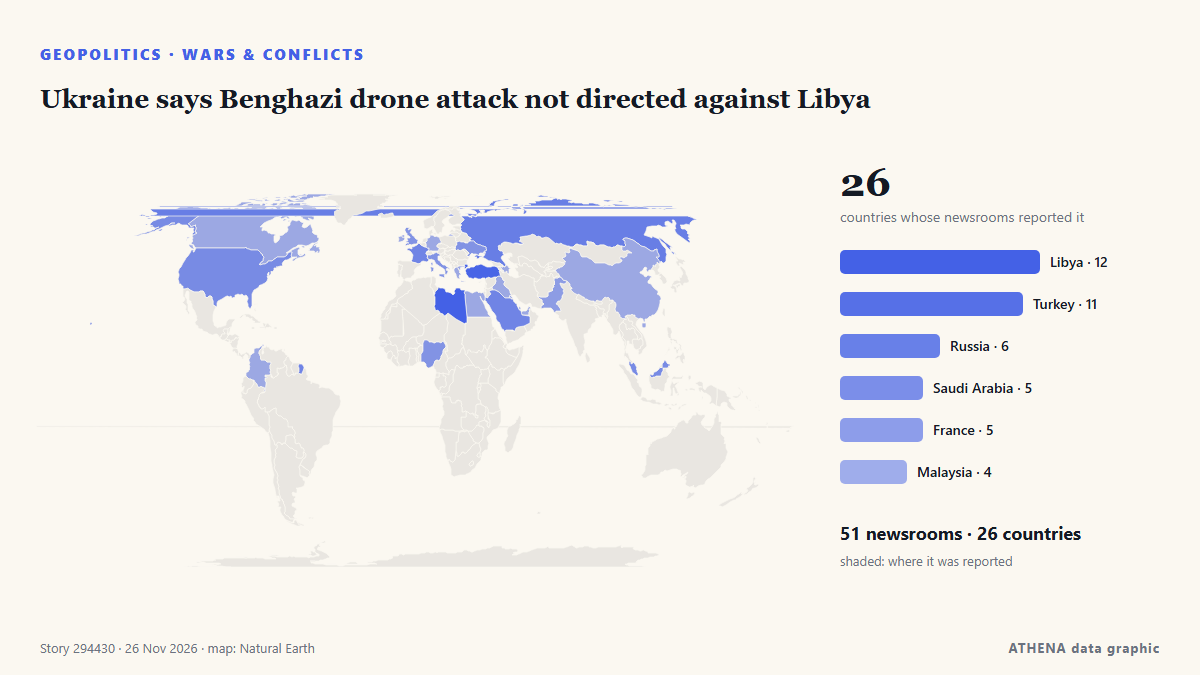 GEOPOLITICS · WARS & CONFLICTS
Ukraine says Benghazi drone attack not directed against Libya
26
countries whose newsrooms reported it
Libya · 12
Turkey · 11
Russia · 6
Saudi Arabia · 5
France · 5
Malaysia · 4
51 newsrooms · 26 countries
shaded: where it was reported
Story 294430 · 26 Nov 2026 · map: Natural Earth
ATHENA data graphic